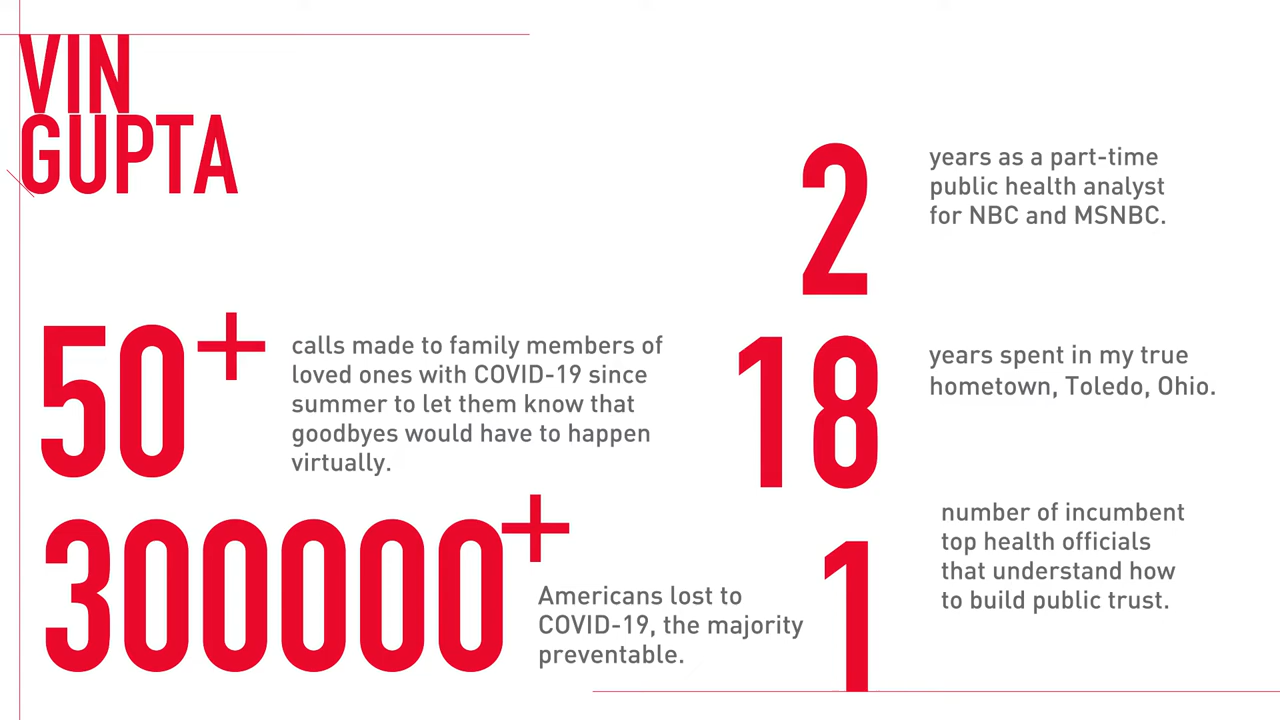 VIN
GUPTA
50+
calls made to family members of
loved ones with COVID-19 since
summer to let them know that
goodbyes would have to happen
virtually.
300000+
Americans lost to
COVID-19, the majority
preventable.
2
years as a part-time
public health analyst
for NBC and MSNBC.
18
years spent in my true
hometown, Toledo, Ohio.
1
number of incumbent
top health officials
that understand how
to build public trust.